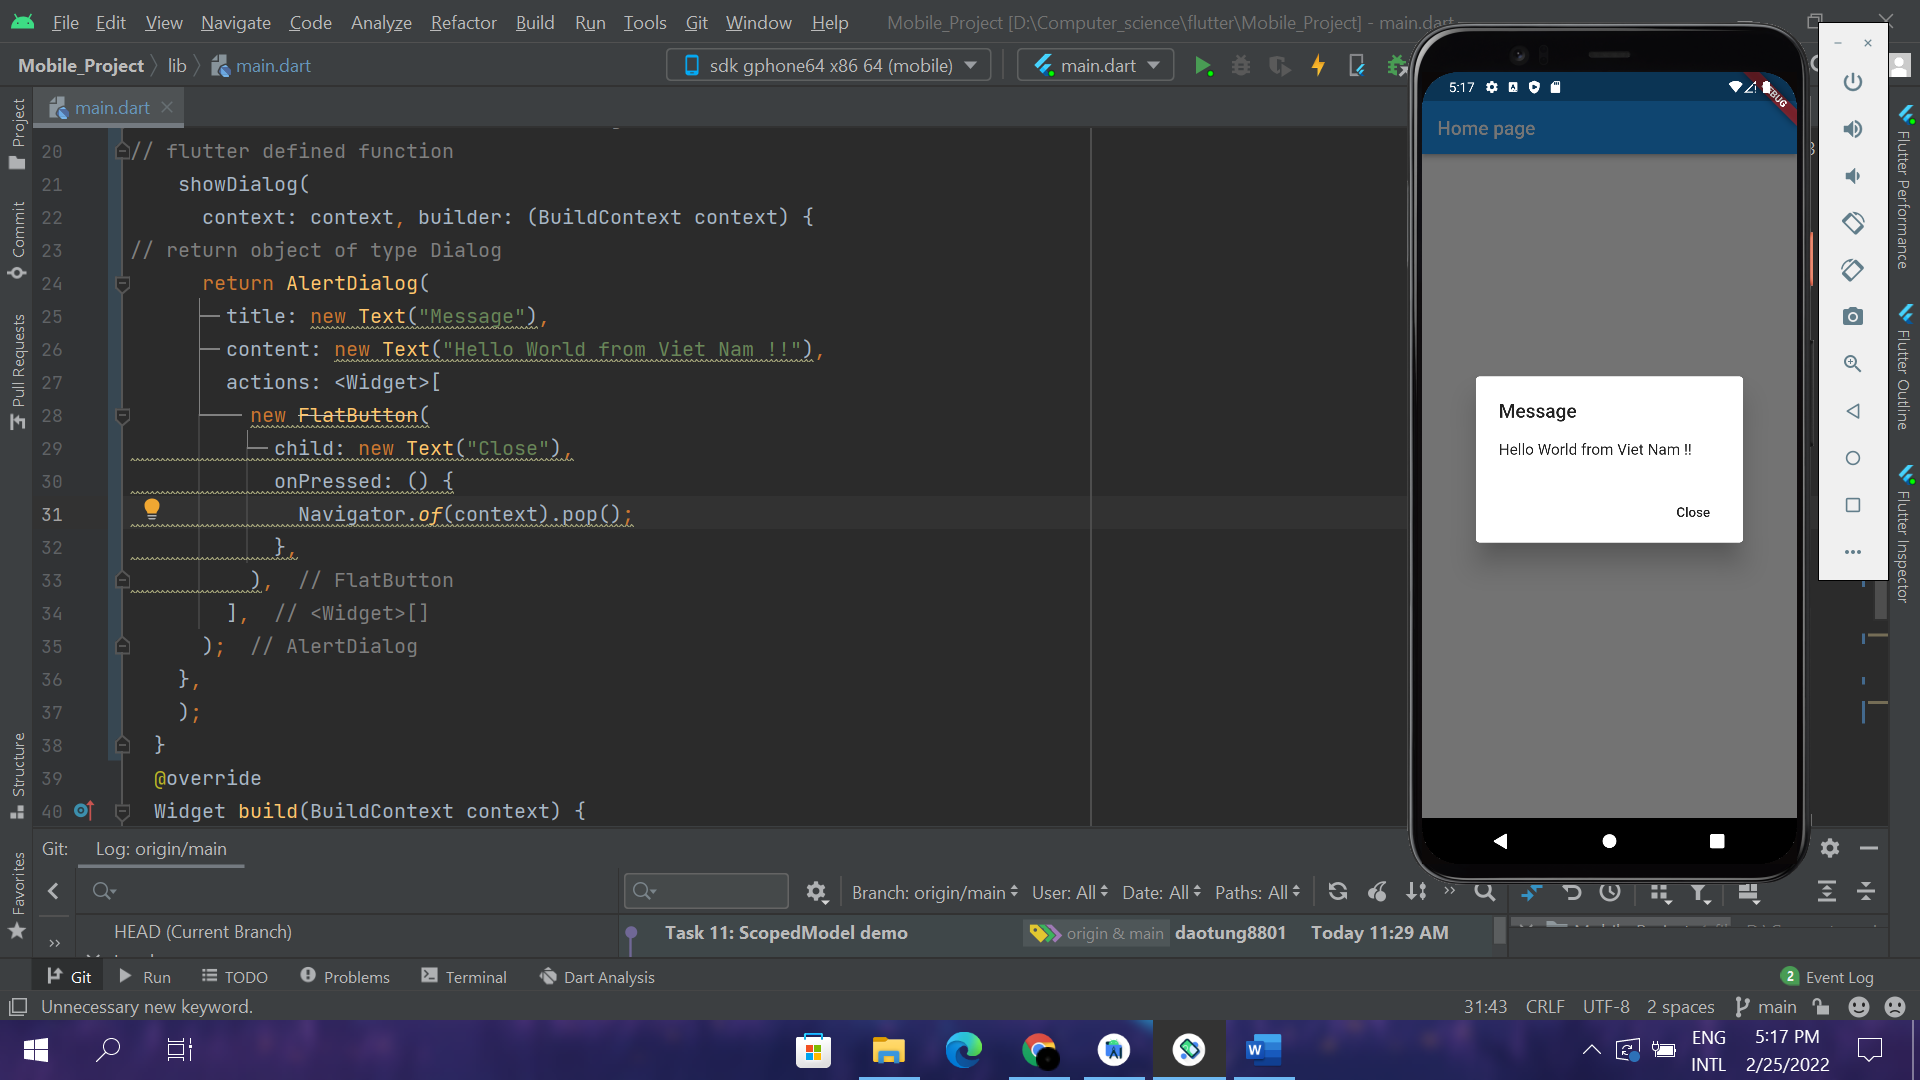 File Edit View Navigate Code Analyze Refactor Build Run Tools Git Window Help Mobile_Project [D:\Computer_science\flutter\Mobile_Project] - main.dart
Mobile_Project lib main.dart sdk gphone64 x86 64 (mobile) main.dart
main.dart
20 // flutter defined function
21 showDialog(
22 context: context, builder: (BuildContext context) {
23 // return object of type Dialog
24 return AlertDialog(
25 title: new Text("Message"),
26 content: new Text("Hello World from Viet Nam !!"),
27 actions: <Widget>[
28 new FlatButton(
29 child: new Text("Close"),
30 onPressed: () {
31 Navigator.of(context).pop();
32 },
33 ), // FlatButton
34 ], // <Widget>[]
35 ); // AlertDialog
36 },
37 );
38 }
39 @override
40 Widget build(BuildContext context) {
Project
Commit
Pull Requests
Structure
Favorites
5:17
Home page
Message
Hello World from Viet Nam !!
Close
Flutter Performance
Flutter Outline
Flutter Inspector
Git: Log: origin/main
Branch: origin/main User: All Date: All Paths: All
HEAD (Current Branch) Task 11: ScopedModel demo origin & main daotung8801 Today 11:29 AM
Git Run TODO Problems Terminal Dart Analysis 2 Event Log
Unnecessary new keyword. 31:43 CRLF UTF-8 2 spaces main
ENG 5:17 PM
INTL 2/25/2022